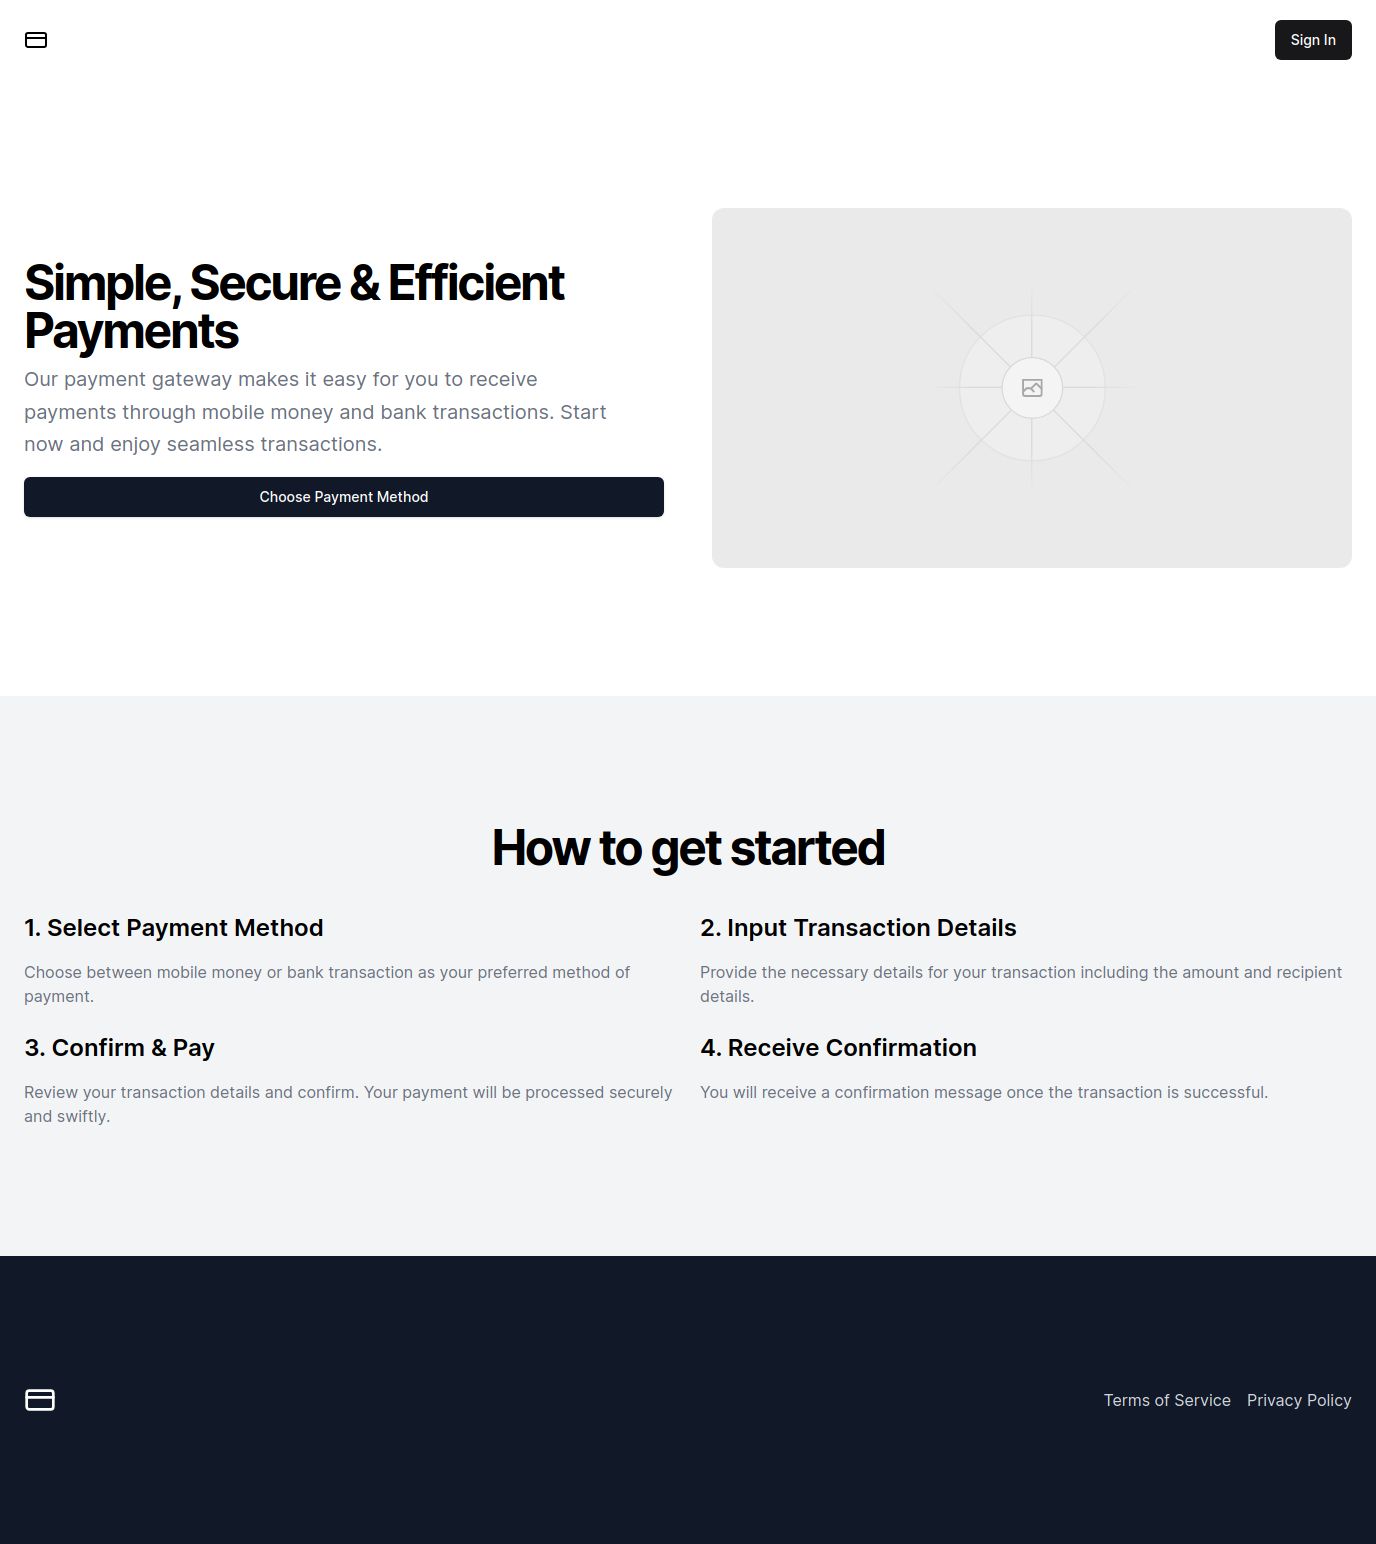 Sign In
Simple, Secure & Efficient
Payments
Our payment gateway makes it easy for you to receive
payments through mobile money and bank transactions. Start
now and enjoy seamless transactions.
Choose Payment Method
How to get started
1. Select Payment Method
Choose between mobile money or bank transaction as your preferred method of
payment.
2. Input Transaction Details
Provide the necessary details for your transaction including the amount and recipient
details.
3. Confirm & Pay
Review your transaction details and confirm. Your payment will be processed securely
and swiftly.
4. Receive Confirmation
You will receive a confirmation message once the transaction is successful.
Terms of Service
Privacy Policy